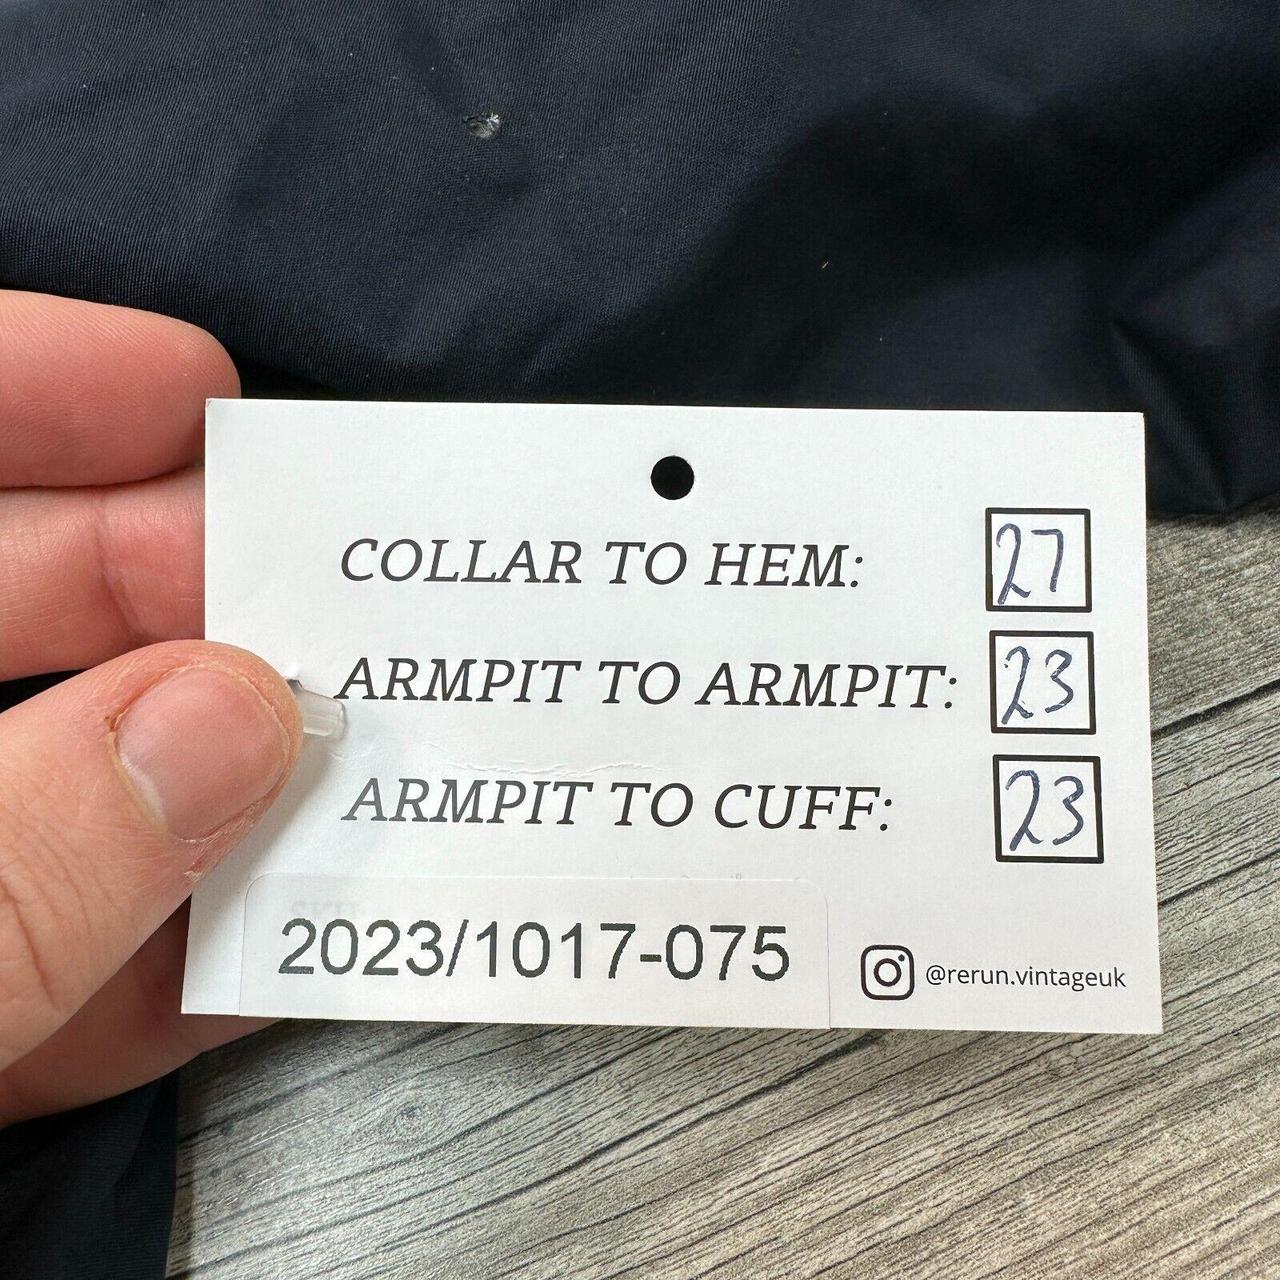 COLLAR TO HEM: 27
ARMPIT TO ARMPIT: 23
ARMPIT TO CUFF: 23
2023/1017-075
@rerun.vintageuk